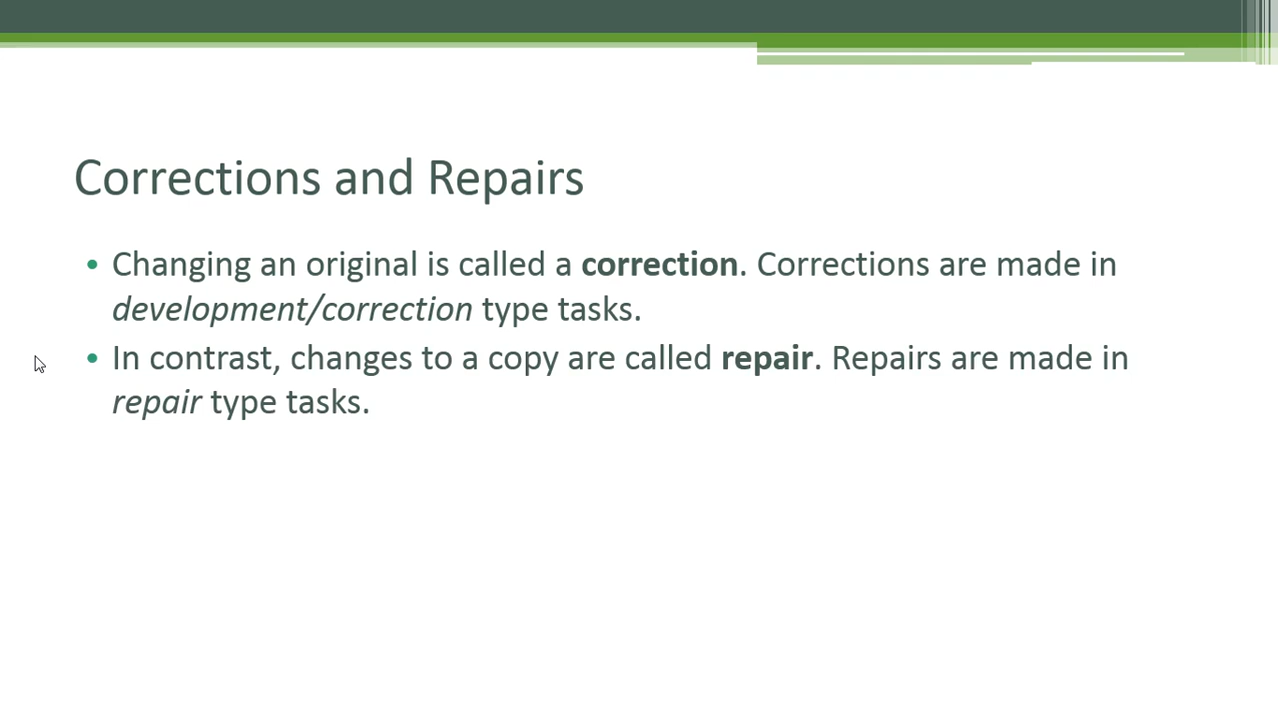 Corrections and Repairs
• Changing an original is called a correction. Corrections are made in
development/correction type tasks.
• In contrast, changes to a copy are called repair. Repairs are made in
repair type tasks.